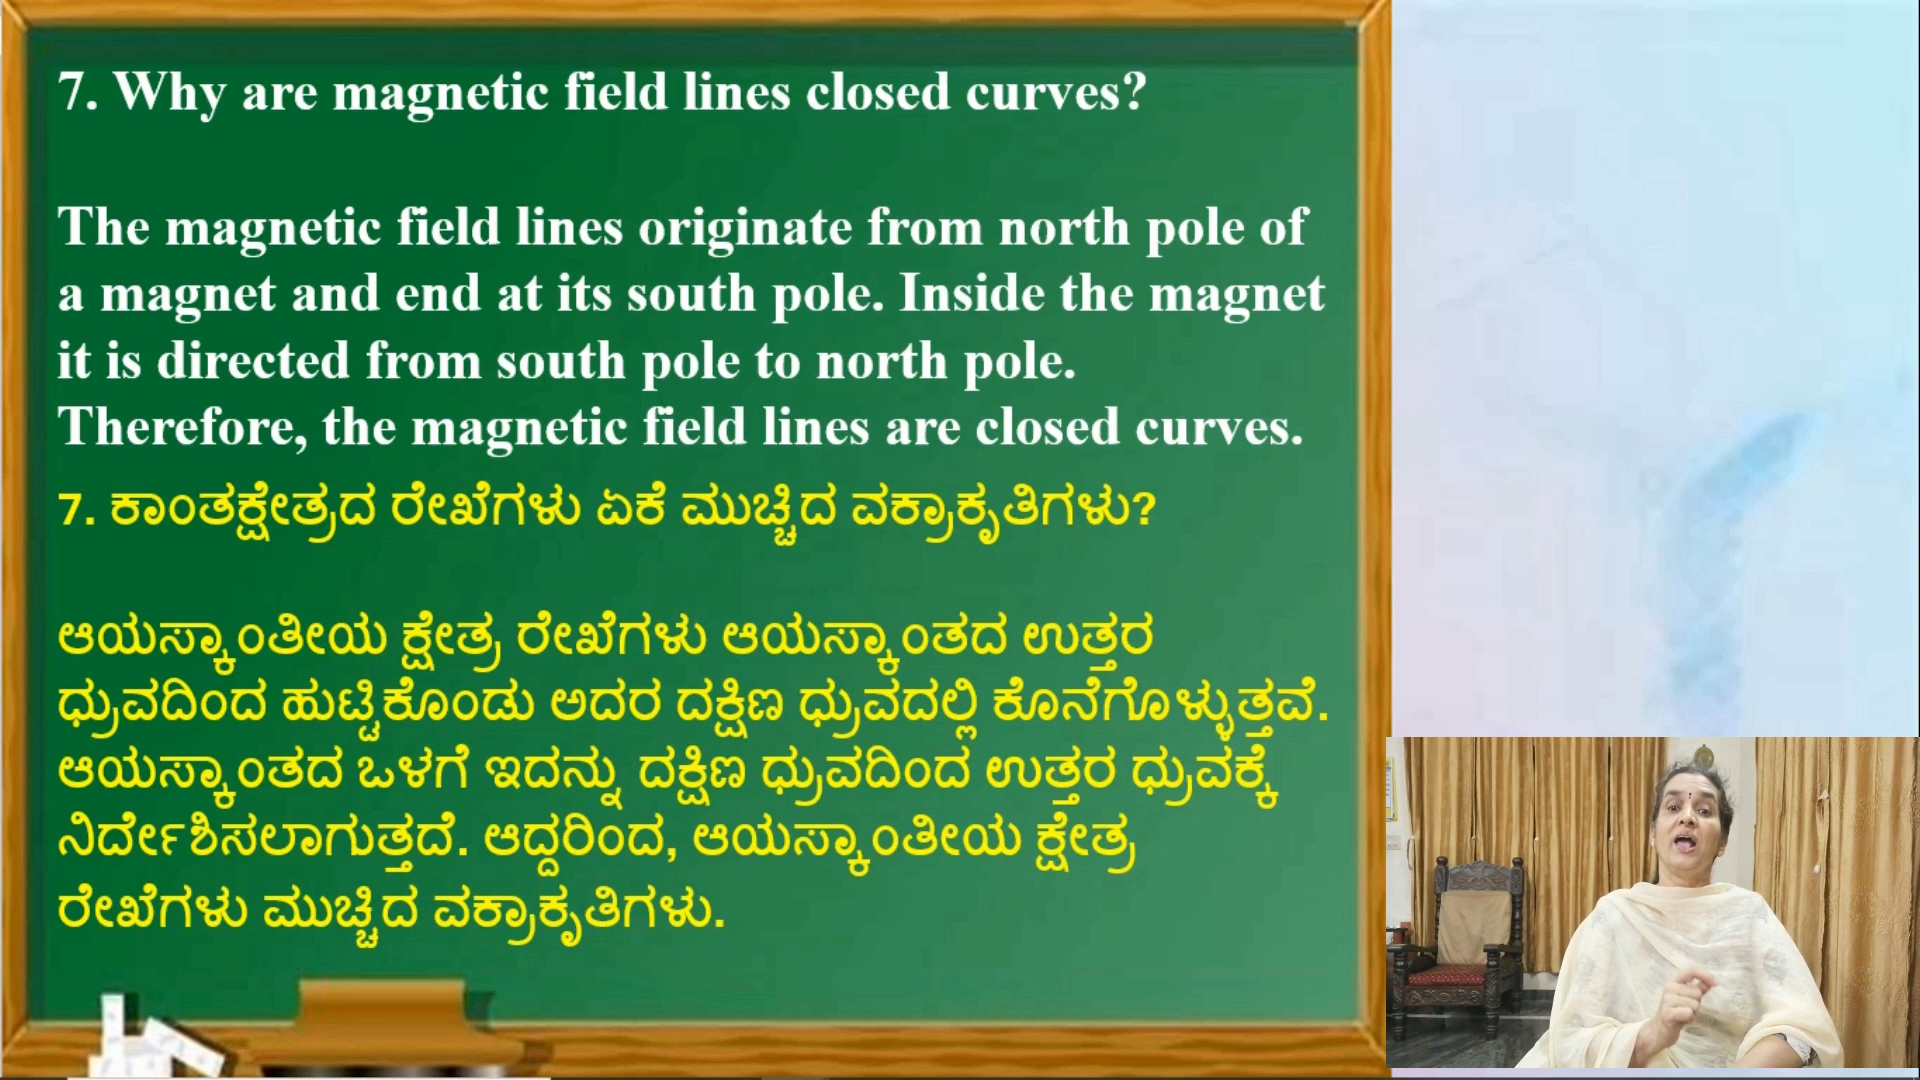 7. Why are magnetic field lines closed curves?
The magnetic field lines originate from north pole of
a magnet and end at its south pole. Inside the magnet
it is directed from south pole to north pole.
Therefore, the magnetic field lines are closed curves.
7. ಕಾಂತಕ್ಷೇತ್ರದ ರೇಖೆಗಳು ಏಕೆ ಮುಚ್ಚಿದ ವಕ್ರಾಕೃತಿಗಳು?
ಆಯಸ್ಕಾಂತೀಯ ಕ್ಷೇತ್ರ ರೇಖೆಗಳು ಆಯಸ್ಕಾಂತದ ಉತ್ತರ
ಧ್ರುವದಿಂದ ಹುಟ್ಟಿಕೊಂಡು ಅದರ ದಕ್ಷಿಣ ಧ್ರುವದಲ್ಲಿ ಕೊನೆಗೊಳ್ಳುತ್ತವೆ.
ಆಯಸ್ಕಾಂತದ ಒಳಗೆ ಇದನ್ನು ದಕ್ಷಿಣ ಧ್ರುವದಿಂದ ಉತ್ತರ ಧ್ರುವಕ್ಕೆ
ನಿರ್ದೇಶಿಸಲಾಗುತ್ತದೆ. ಆದ್ದರಿಂದ, ಆಯಸ್ಕಾಂತೀಯ ಕ್ಷೇತ್ರ
ರೇಖೆಗಳು ಮುಚ್ಚಿದ ವಕ್ರಾಕೃತಿಗಳು.